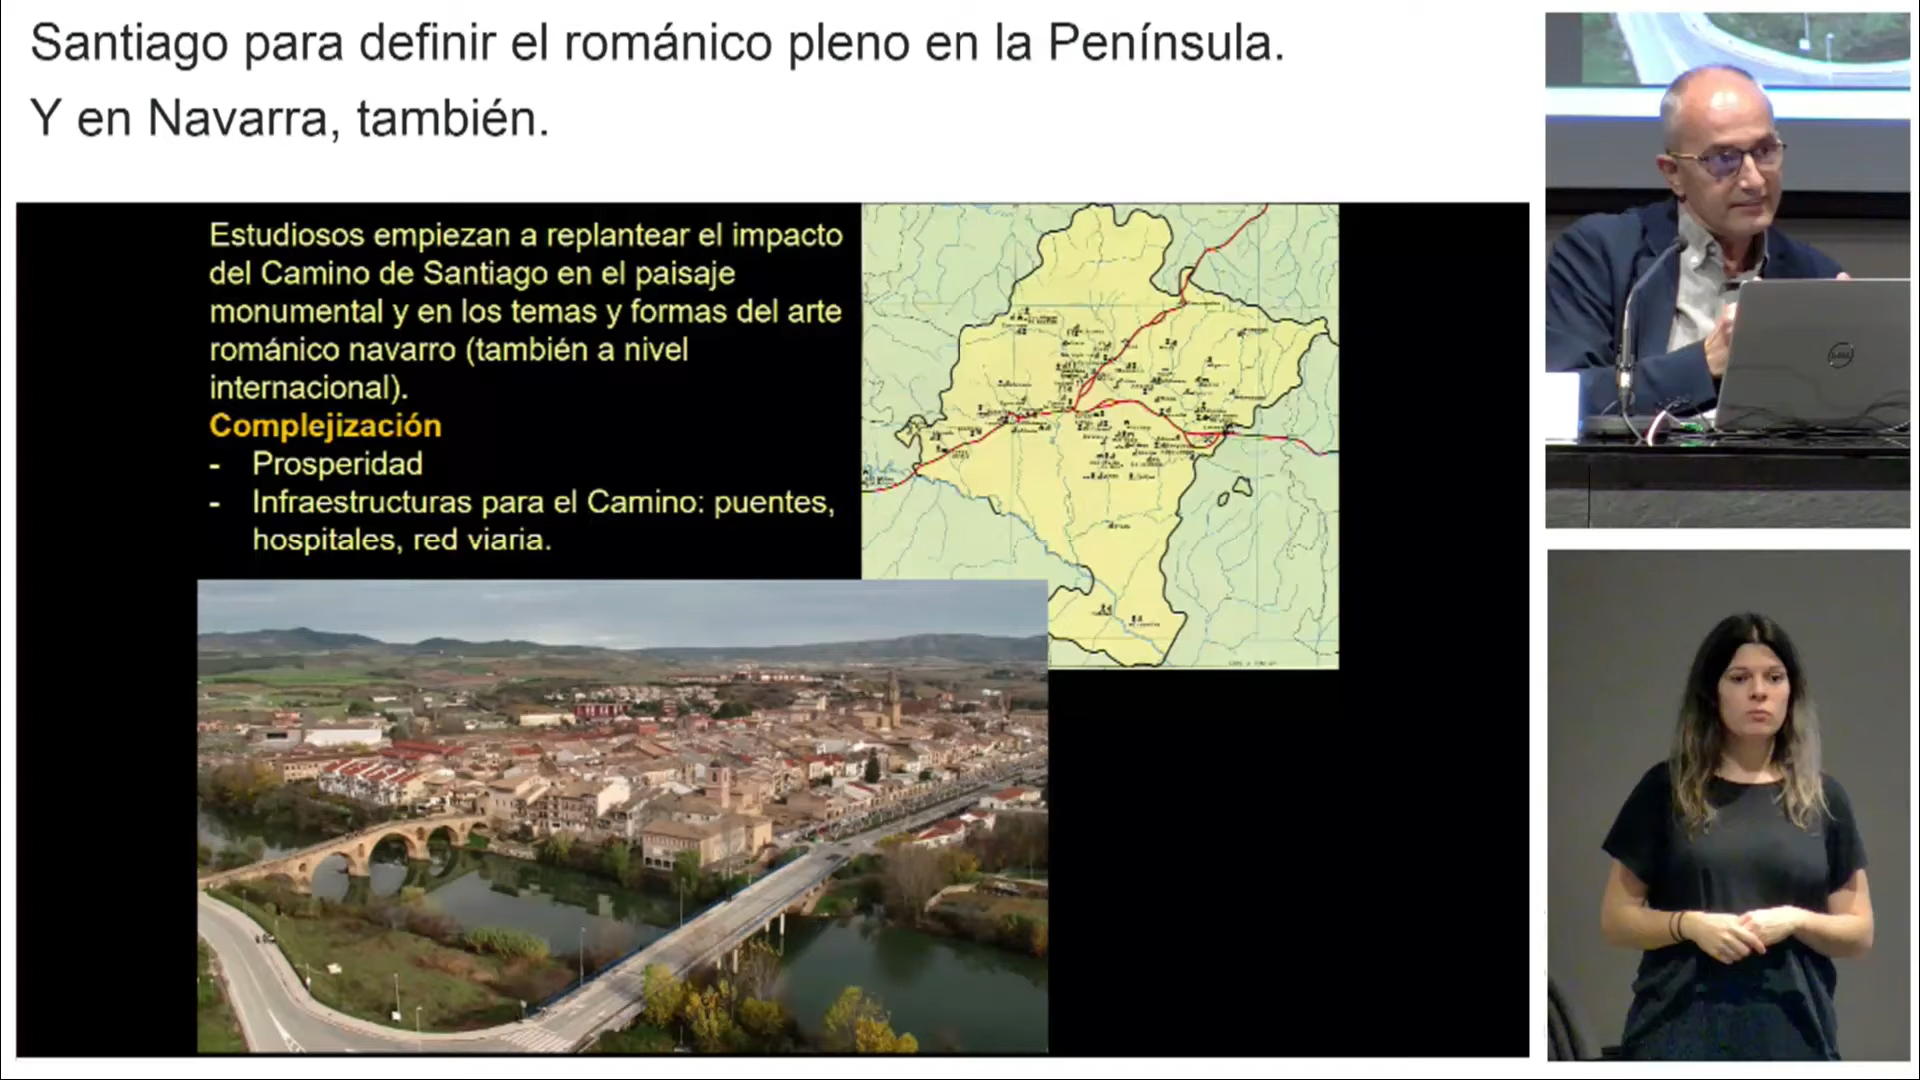 Santiago para definir el románico pleno en la Península.
Y en Navarra, también.
Estudiosos empiezan a replantear el impacto
del Camino de Santiago en el paisaje
monumental y en los temas y formas del arte
románico navarro (también a nivel
internacional).
Complejización
- Prosperidad
- Infraestructuras para el Camino: puentes,
hospitales, red viaria.
DELL